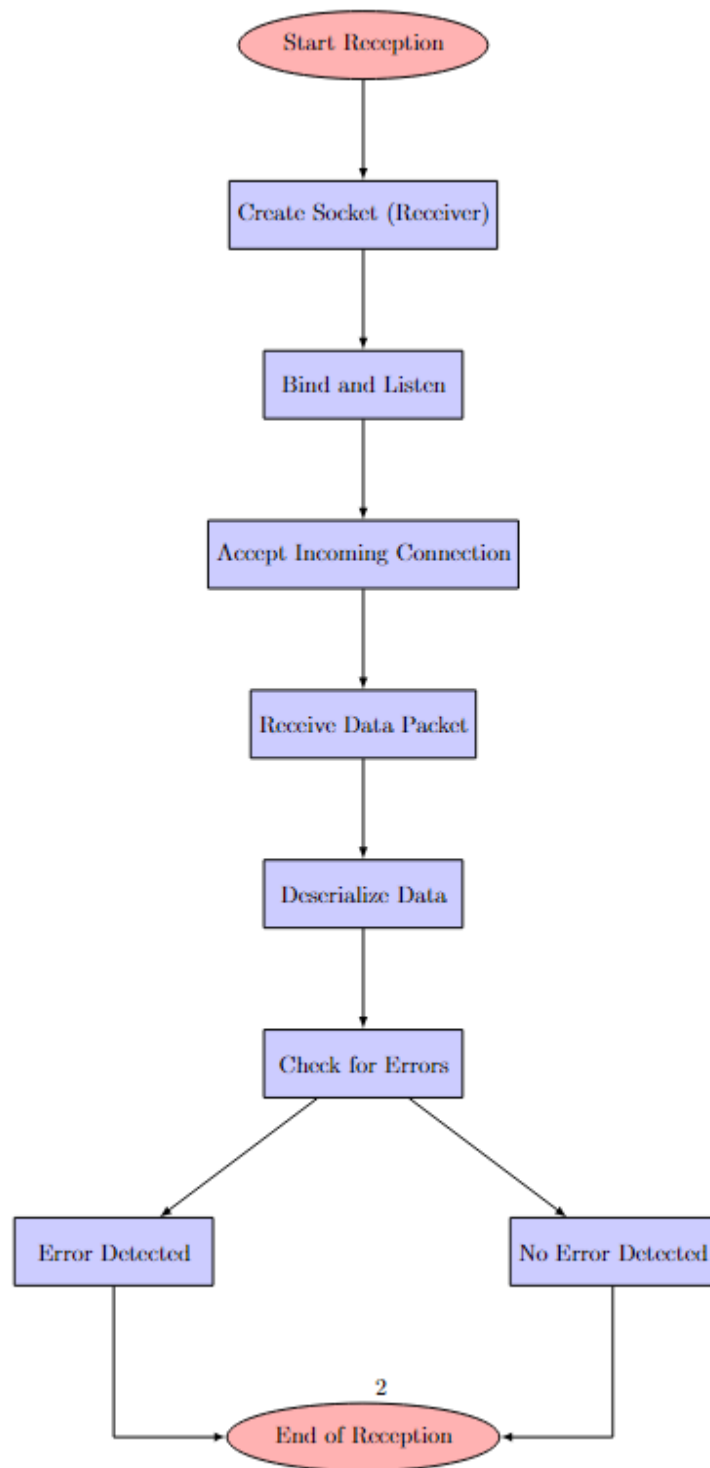 Start Reception
Create Socket (Receiver)
Bind and Listen
Accept Incoming Connection
Receive Data Packet
Deserialize Data
Check for Errors
Error Detected
No Error Detected
2
End of Reception